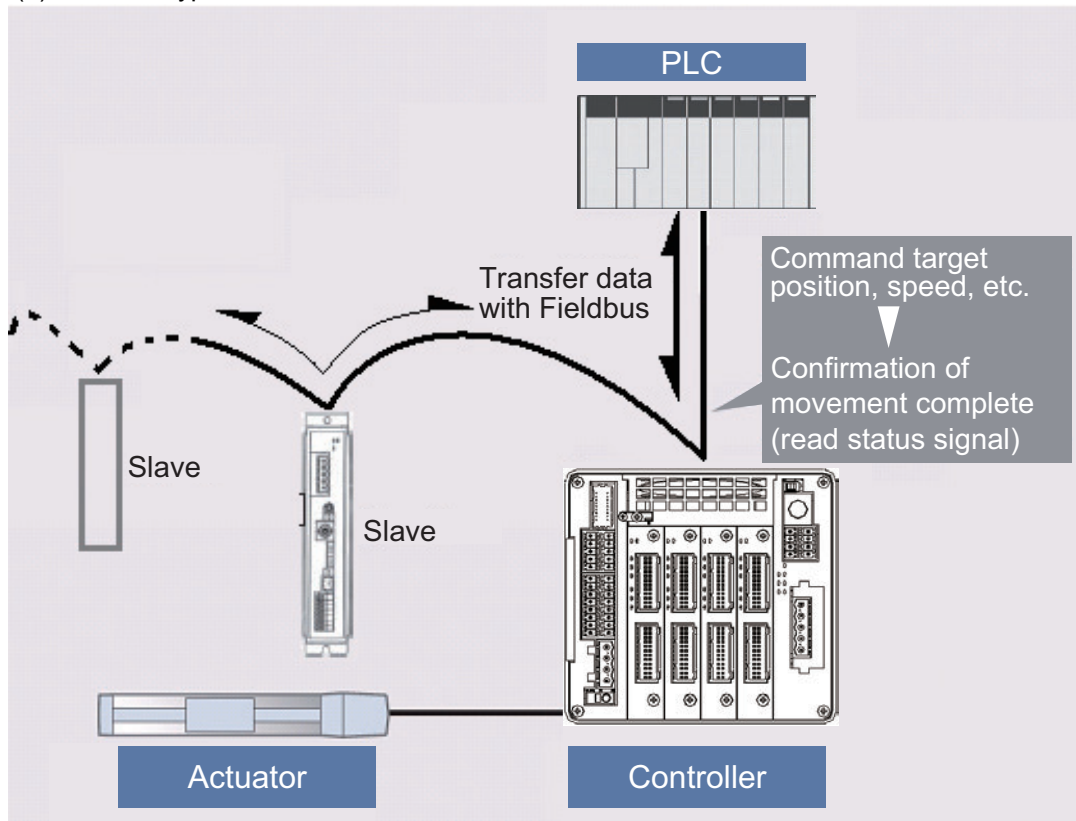 PLC
Command target
position, speed, etc.
Confirmation of
movement complete
(read status signal)
Transfer data
with Fieldbus
Slave
Slave
Actuator
Controller